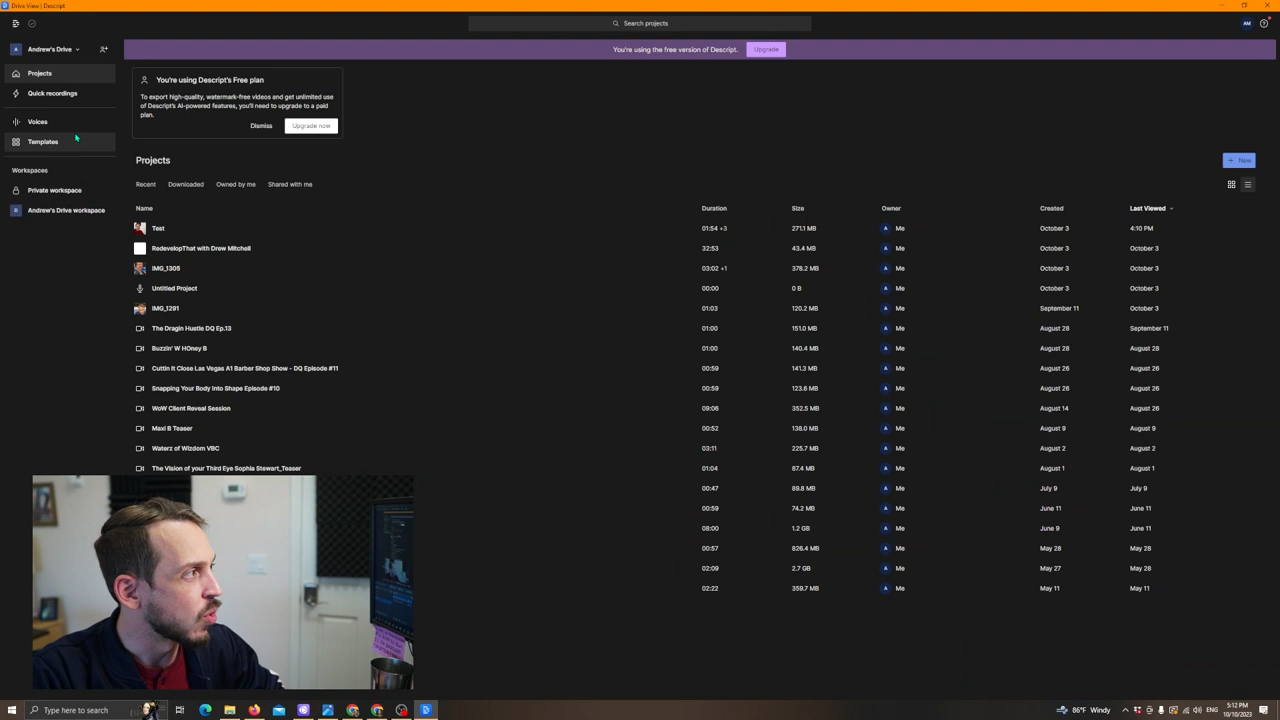 Drive View | Descript
Search projects
AM
A Andrew's Drive
You're using the free version of Descript. Upgrade
Projects
Quick recordings
Voices
Templates
Workspaces
Private workspace
A Andrew's Drive workspace
You're using Descript's Free plan
To export high-quality, watermark-free videos and get unlimited use
of Descript's AI-powered features, you'll need to upgrade to a paid
plan.
Dismiss Upgrade now
Projects
+ New
Recent Downloaded Owned by me Shared with me
Name Duration Size Owner Created Last Viewed
Test 01:54 +3 271.1 MB A Me October 3 4:10 PM
RedevelopThat with Drew Mitchell 32:53 43.4 MB A Me October 3 October 3
IMG_1305 03:02 +1 378.2 MB A Me October 3 October 3
Untitled Project 00:00 0 B A Me October 3 October 3
IMG_1291 01:03 120.2 MB A Me September 11 October 3
The Dragin Hustle DQ Ep.13 01:00 151.0 MB A Me August 28 September 11
Buzzin' W HOney B 01:00 140.4 MB A Me August 28 August 28
Cuttin It Close Las Vegas A1 Barber Shop Show - DQ Episode #11 00:59 141.3 MB A Me August 26 August 26
Snapping Your Body Into Shape Episode #10 00:59 123.6 MB A Me August 26 August 26
WoW Client Reveal Session 09:06 352.5 MB A Me August 14 August 26
Maxi B Teaser 00:52 138.0 MB A Me August 9 August 9
Waterz of Wizdom VBC 03:11 225.7 MB A Me August 2 August 2
The Vision of your Third Eye Sophia Stewart_Teaser 01:04 87.4 MB A Me August 1 August 1
00:47 89.8 MB A Me July 9 July 9
00:59 74.2 MB A Me June 11 June 11
08:00 1.2 GB A Me June 9 June 11
00:57 826.4 MB A Me May 28 May 28
02:09 2.7 GB A Me May 27 May 28
02:22 359.7 MB A Me May 11 May 11
Type here to search
86°F Windy
ENG
5:12 PM
10/10/2023